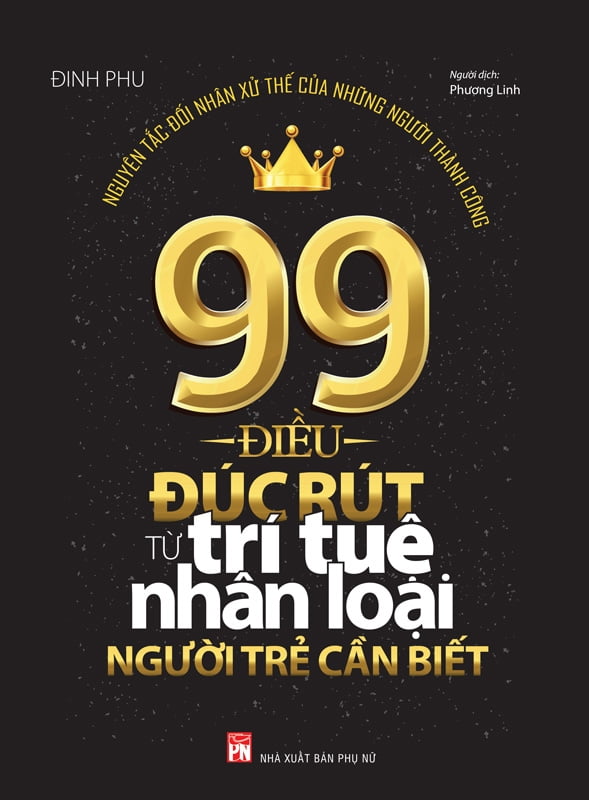 ĐINH PHU
Người dịch:
Phương Linh
NGUYÊN TẮC ĐỐI NHÂN XỬ THẾ CỦA NHỮNG NGƯỜI THÀNH CÔNG
99
ĐIỀU
ĐÚC RÚT
TỪ trí tuệ
nhân loại
NGƯỜI TRẺ CẦN BIẾT
PN
NHÀ XUẤT BẢN PHỤ NỮ